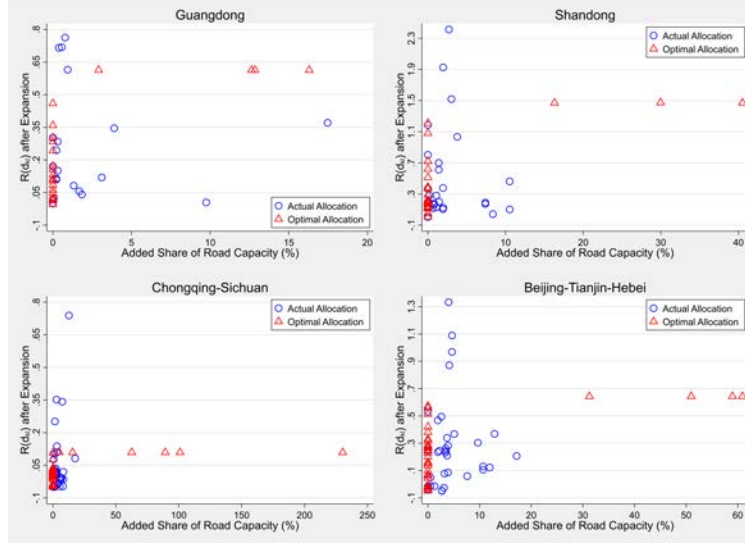 Guangdong
R(dₖₗ) after Expansion
.8
.65
.5
.35
.2
.05
-.1
Actual Allocation
Optimal Allocation
0 5 10 15 20
Added Share of Road Capacity (%)
Shandong
R(dₖₗ) after Expansion
2.3
1.9
1.5
1.1
.7
.3
-.1
Actual Allocation
Optimal Allocation
0 10 20 30 40
Added Share of Road Capacity (%)
Chongqing-Sichuan
R(dₖₗ) after Expansion
.8
.65
.5
.35
.2
.05
-.1
Actual Allocation
Optimal Allocation
0 50 100 150 200 250
Added Share of Road Capacity (%)
Beijing-Tianjin-Hebei
R(dₖₗ) after Expansion
1.3
1.1
.9
.7
.5
.3
.1
-.1
Actual Allocation
Optimal Allocation
0 10 20 30 40 50 60
Added Share of Road Capacity (%)